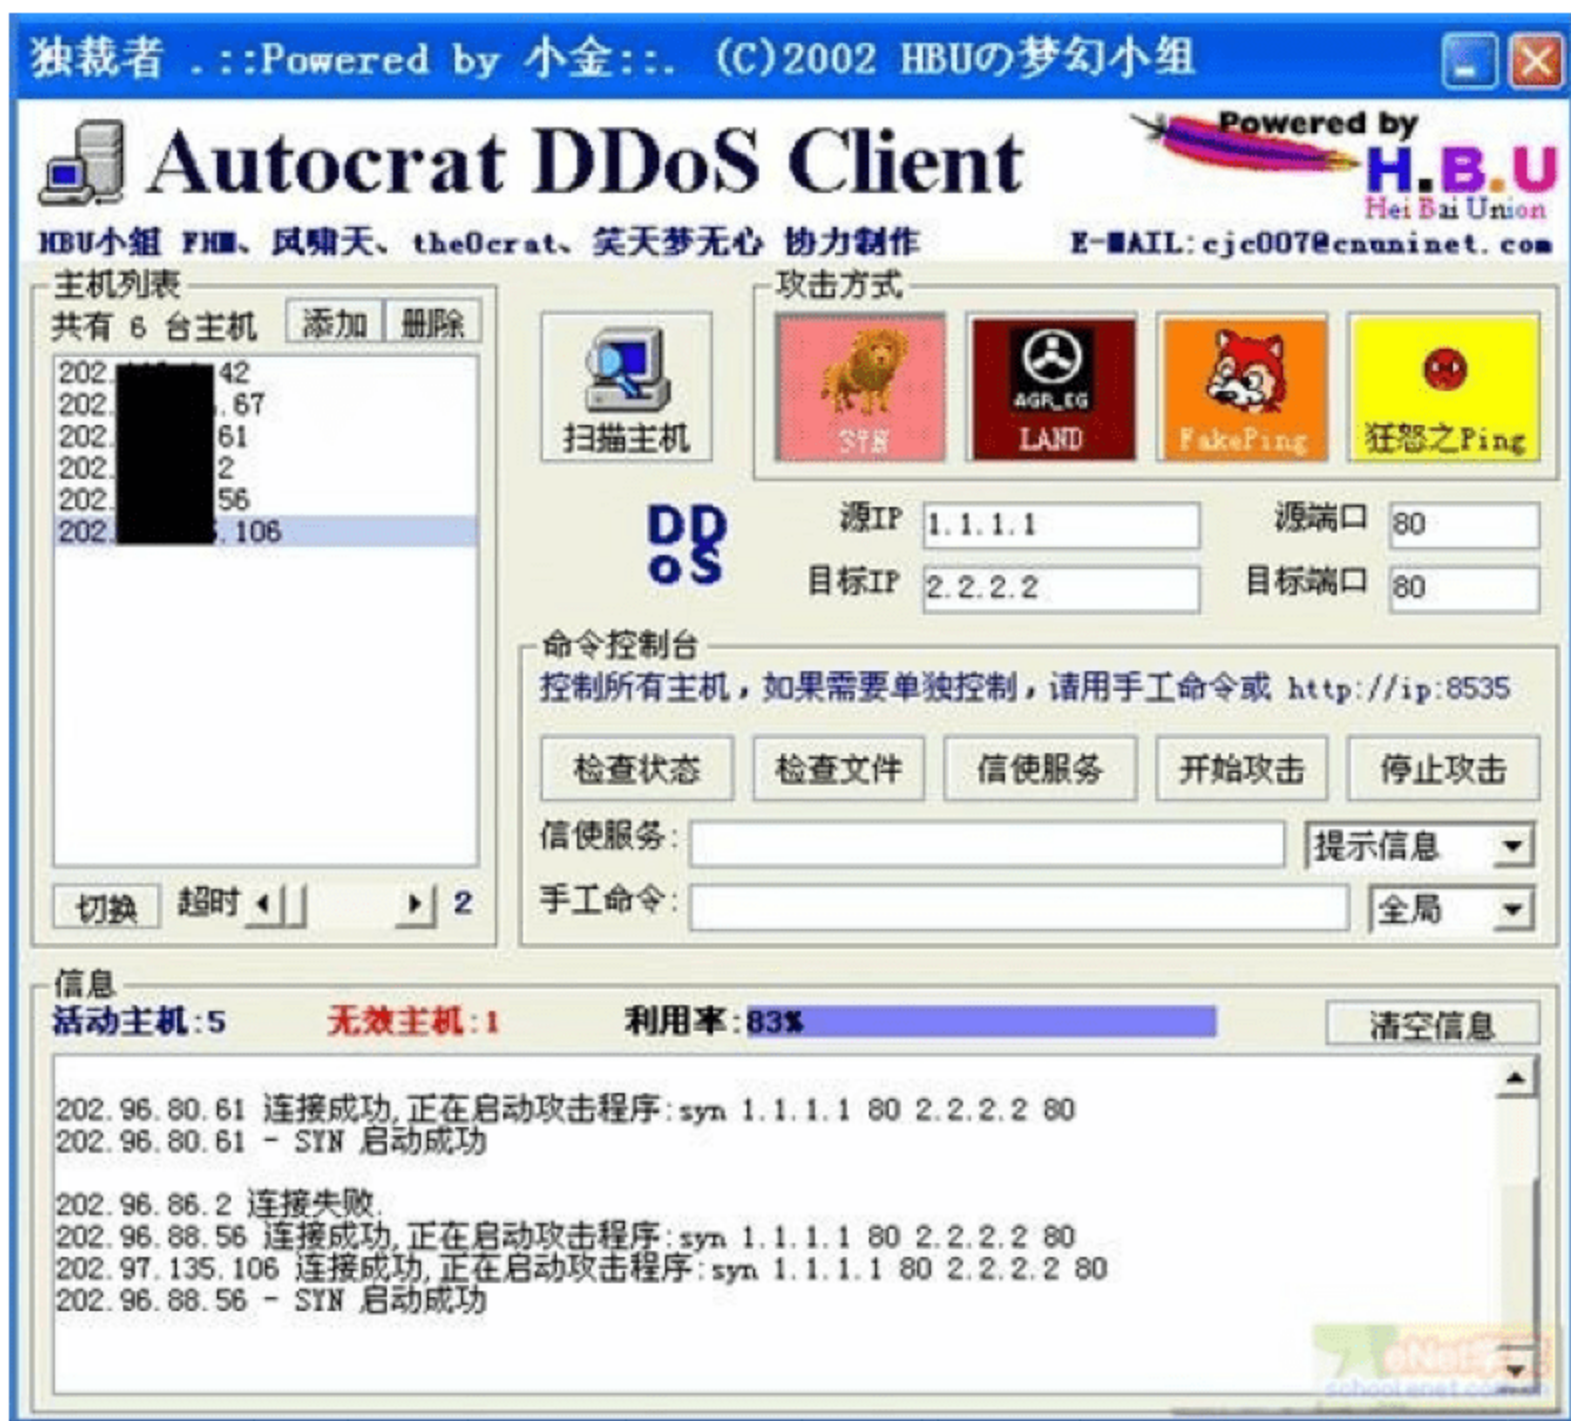 独裁者 .::Powered by 小金::. (C)2002 HBUの梦幻小组
Autocrat DDoS Client
Powered by
H.B.U
Hei Bai Union
HBU小组 FHM、风啸天、the0crat、笑天梦无心 协力制作
E-MAIL:cjc007@cnuninet.com
主机列表
共有 6 台主机
添加
删除
202. 42
202. .67
202. 61
202. 2
202. 56
202. .106
切换
超时
2
扫描主机
攻击方式
SYN
LAND
AGR_EG
FakePing
狂怒之Ping
DDoS
源IP 1.1.1.1
源端口 80
目标IP 2.2.2.2
目标端口 80
命令控制台
控制所有主机,如果需要单独控制,请用手工命令或 http://ip:8535
检查状态
检查文件
信使服务
开始攻击
停止攻击
信使服务:
提示信息
手工命令:
全局
信息
活动主机:5
无效主机:1
利用率:83%
清空信息
202.96.80.61 连接成功,正在启动攻击程序:syn 1.1.1.1 80 2.2.2.2 80
202.96.80.61 - SYN 启动成功
202.96.86.2 连接失败.
202.96.88.56 连接成功,正在启动攻击程序:syn 1.1.1.1 80 2.2.2.2 80
202.97.135.106 连接成功,正在启动攻击程序:syn 1.1.1.1 80 2.2.2.2 80
202.96.88.56 - SYN 启动成功
eNet
school.enet.com.cn